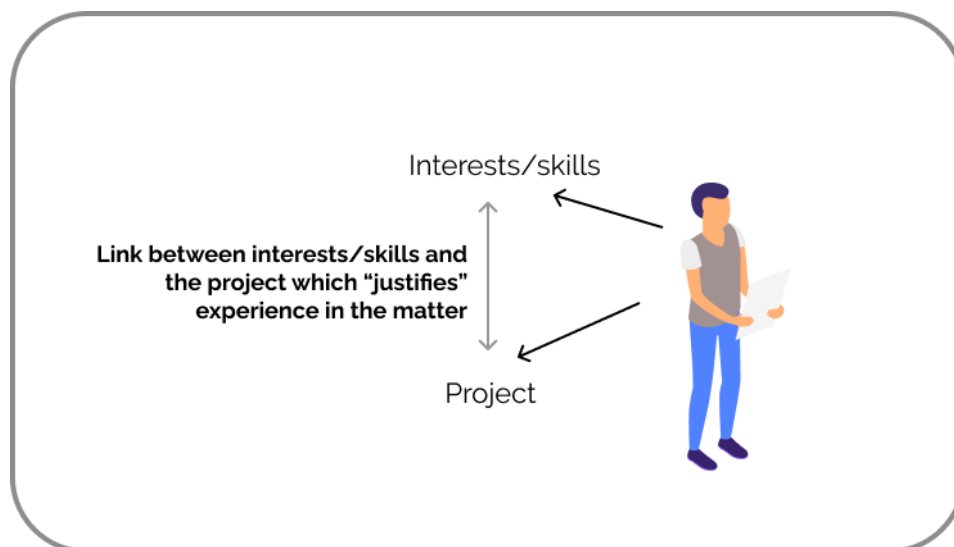 Interests/skills
Link between interests/skills and
the project which “justifies”
experience in the matter
Project